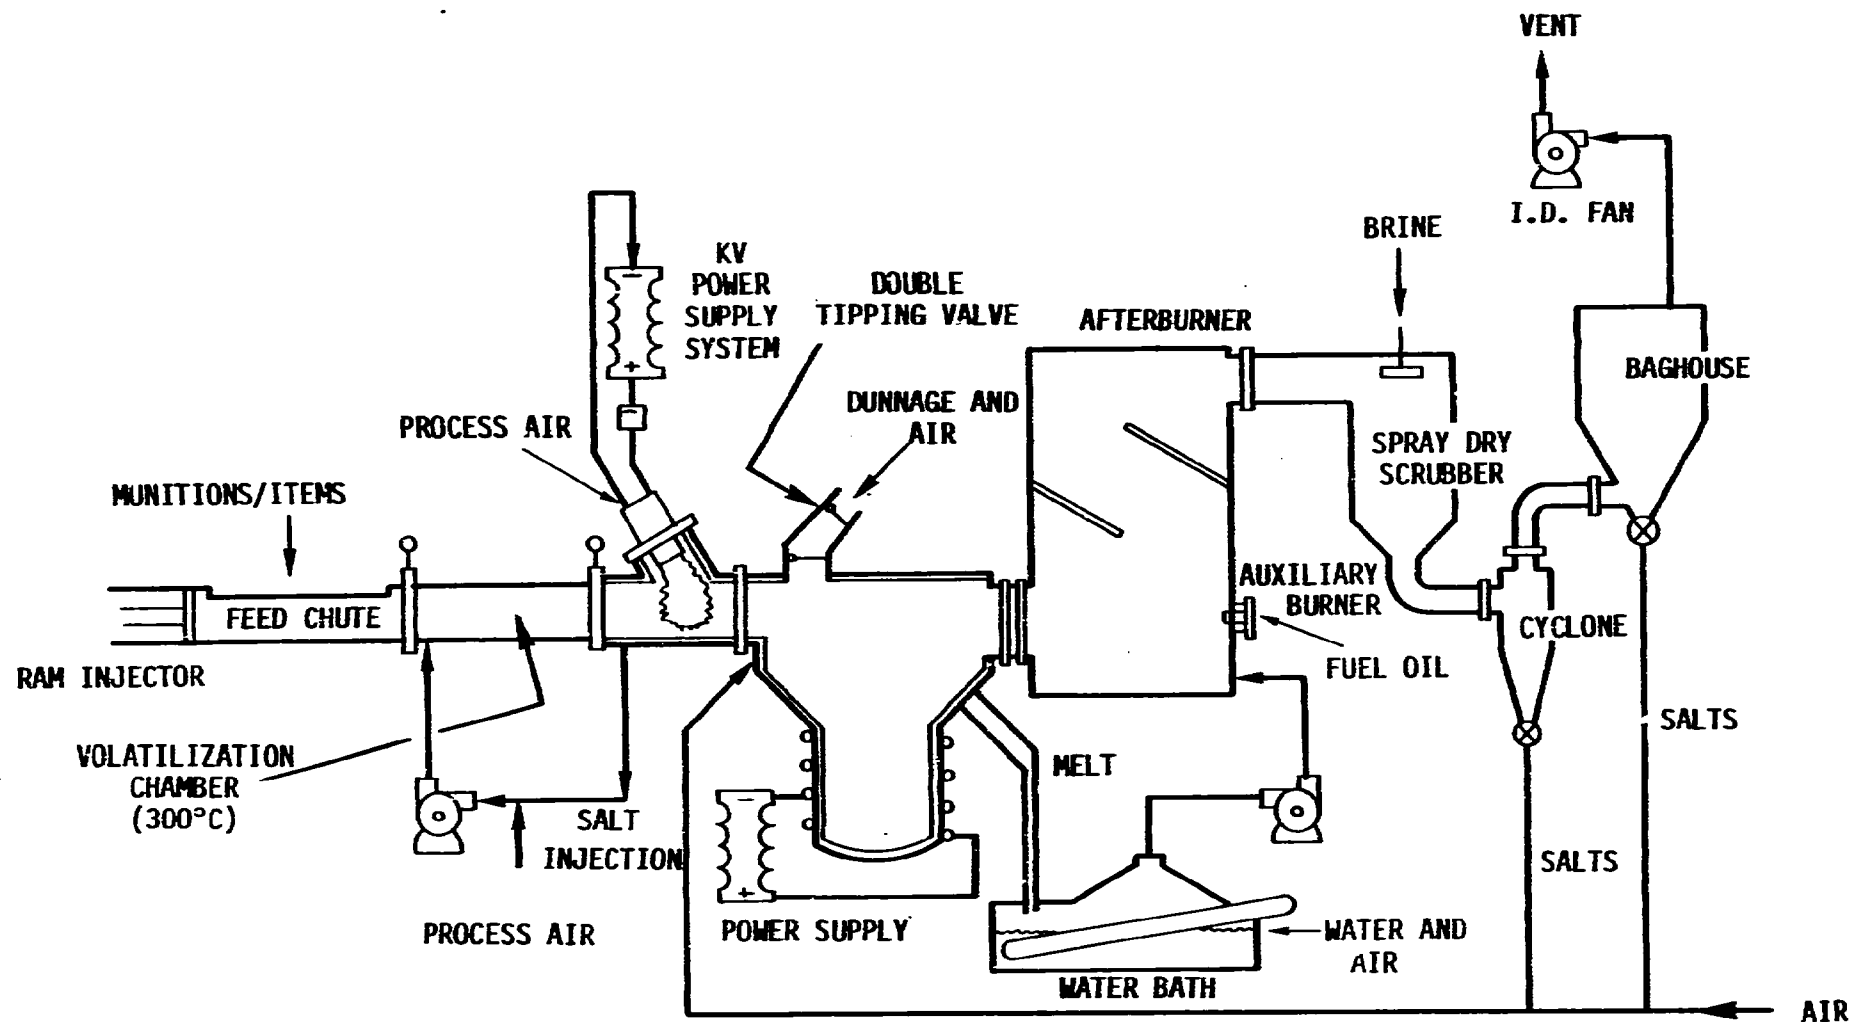 VENT
I.D. FAN
BRINE
KV
POWER
SUPPLY
SYSTEM
DOUBLE
TIPPING VALVE
AFTERBURNER
BAGHOUSE
DUNNAGE AND
AIR
PROCESS AIR
SPRAY DRY
SCRUBBER
MUNITIONS/ITEMS
AUXILIARY
BURNER
FEED CHUTE
CYCLONE
FUEL OIL
RAM INJECTOR
SALTS
VOLATILIZATION
CHAMBER
(300°C)
MELT
SALT
INJECTION
SALTS
PROCESS AIR
POWER SUPPLY
WATER AND
AIR
WATER BATH
AIR